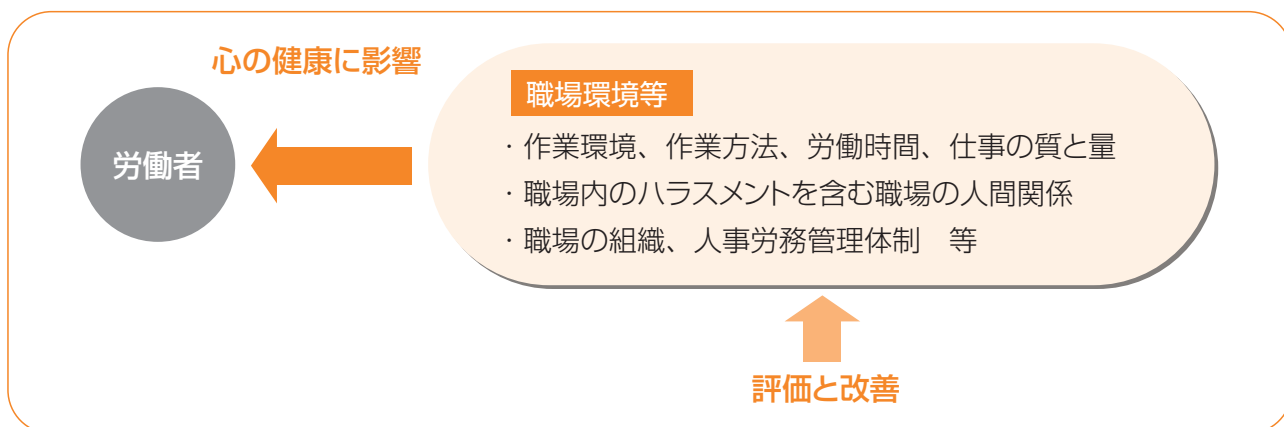 心の健康に影響
労働者
職場環境等
・作業環境、作業方法、労働時間、仕事の質と量
・職場内のハラスメントを含む職場の人間関係
・職場の組織、人事労務管理体制　等
評価と改善